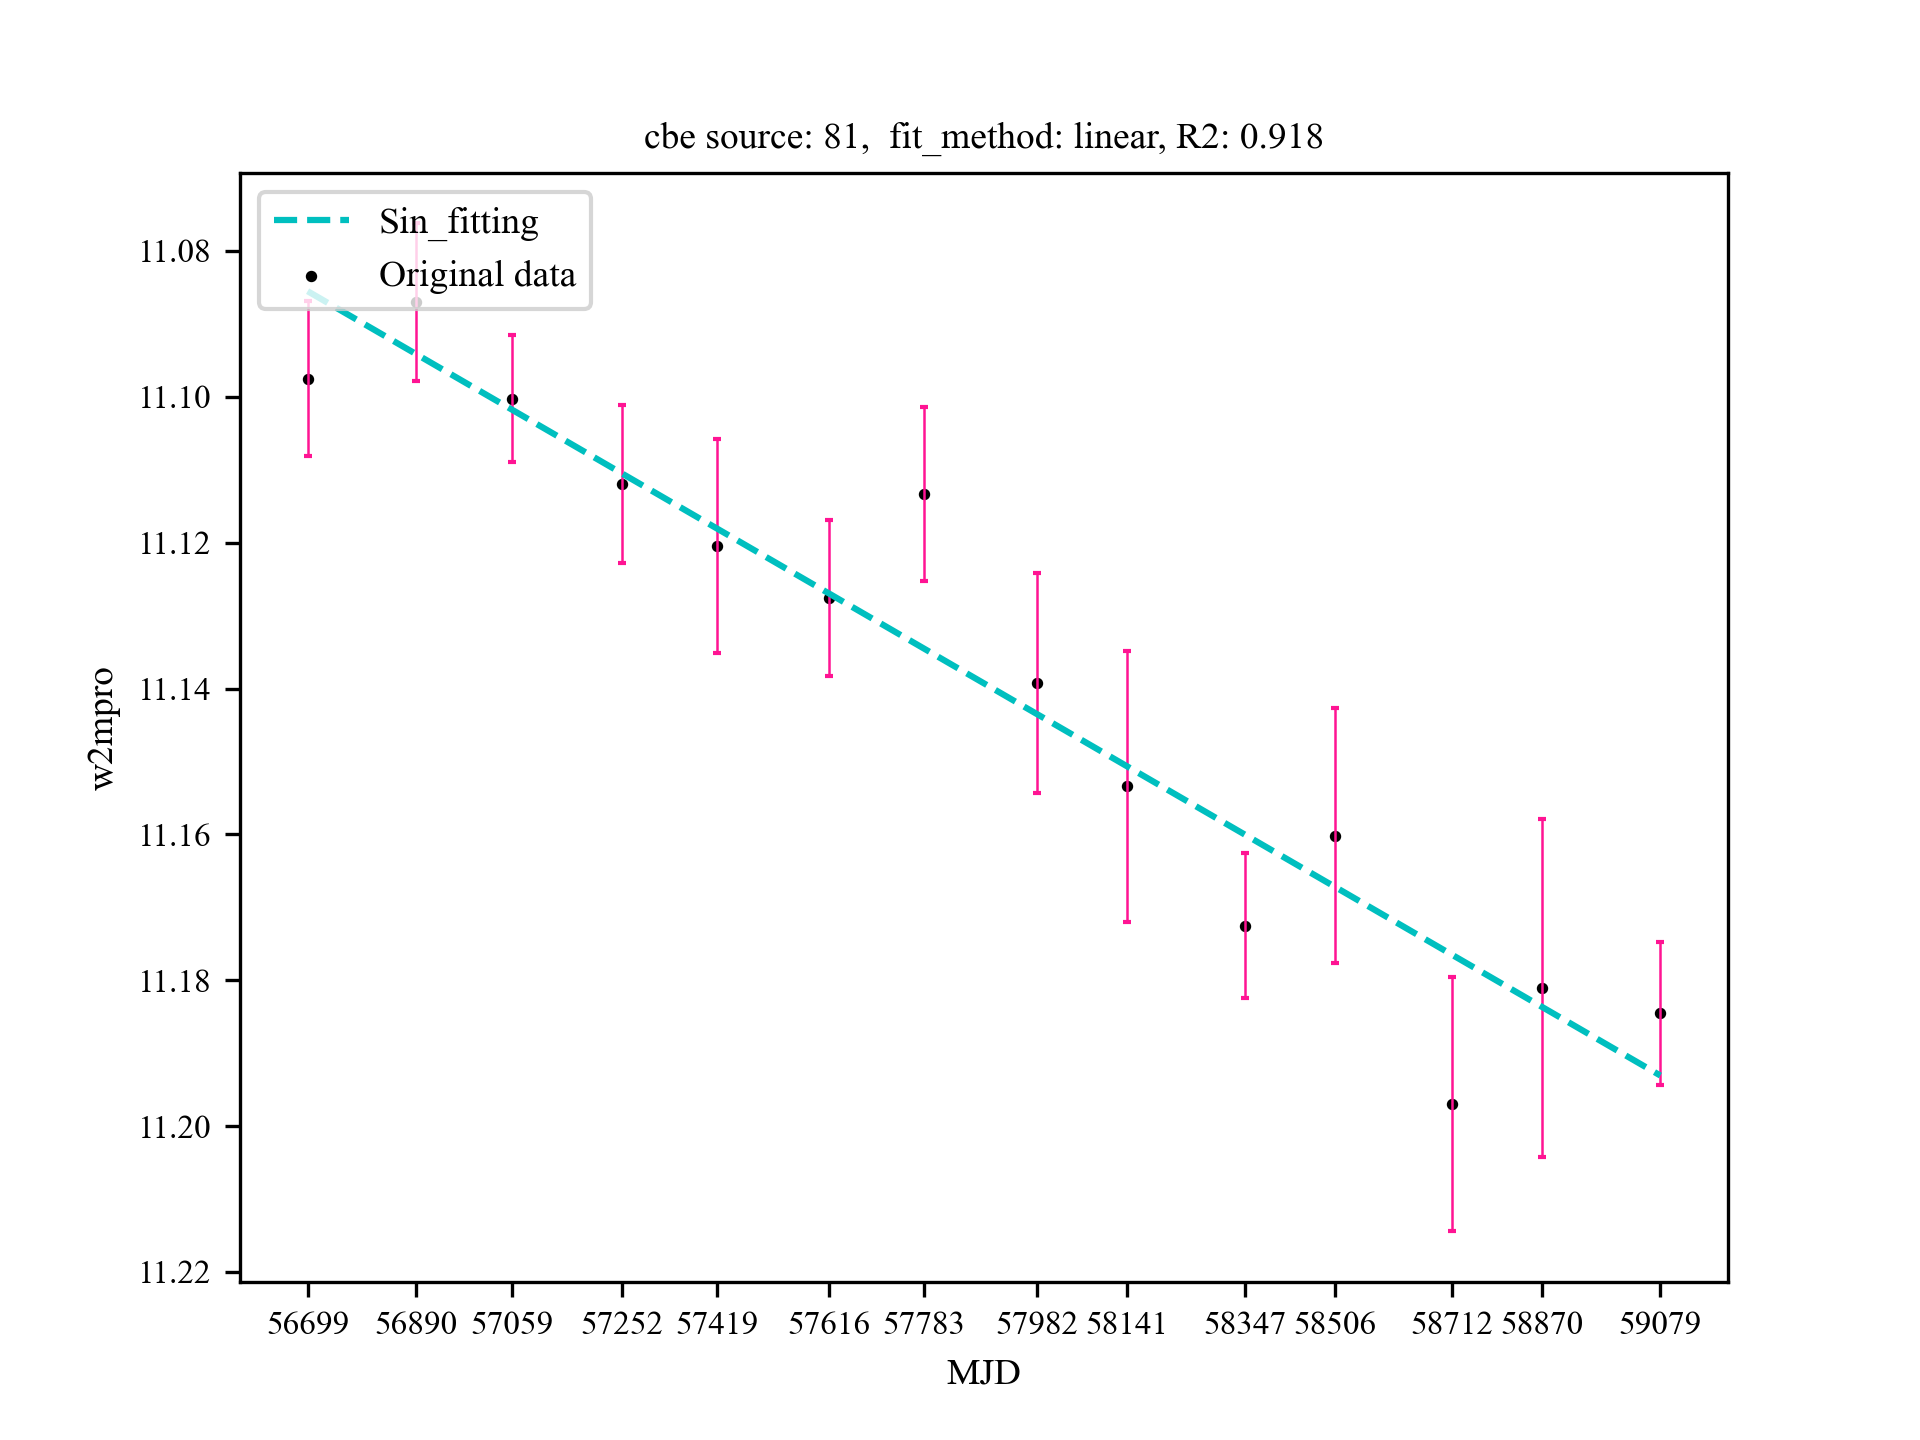 cbe source: 81,  fit_method: linear, R2: 0.918
Sin_fitting
Original data
11.08
11.10
11.12
11.14
11.16
11.18
11.20
11.22
w2mpro
56699 56890 57059 57252 57419 57616 57783 57982 58141 58347 58506 58712 58870 59079
MJD